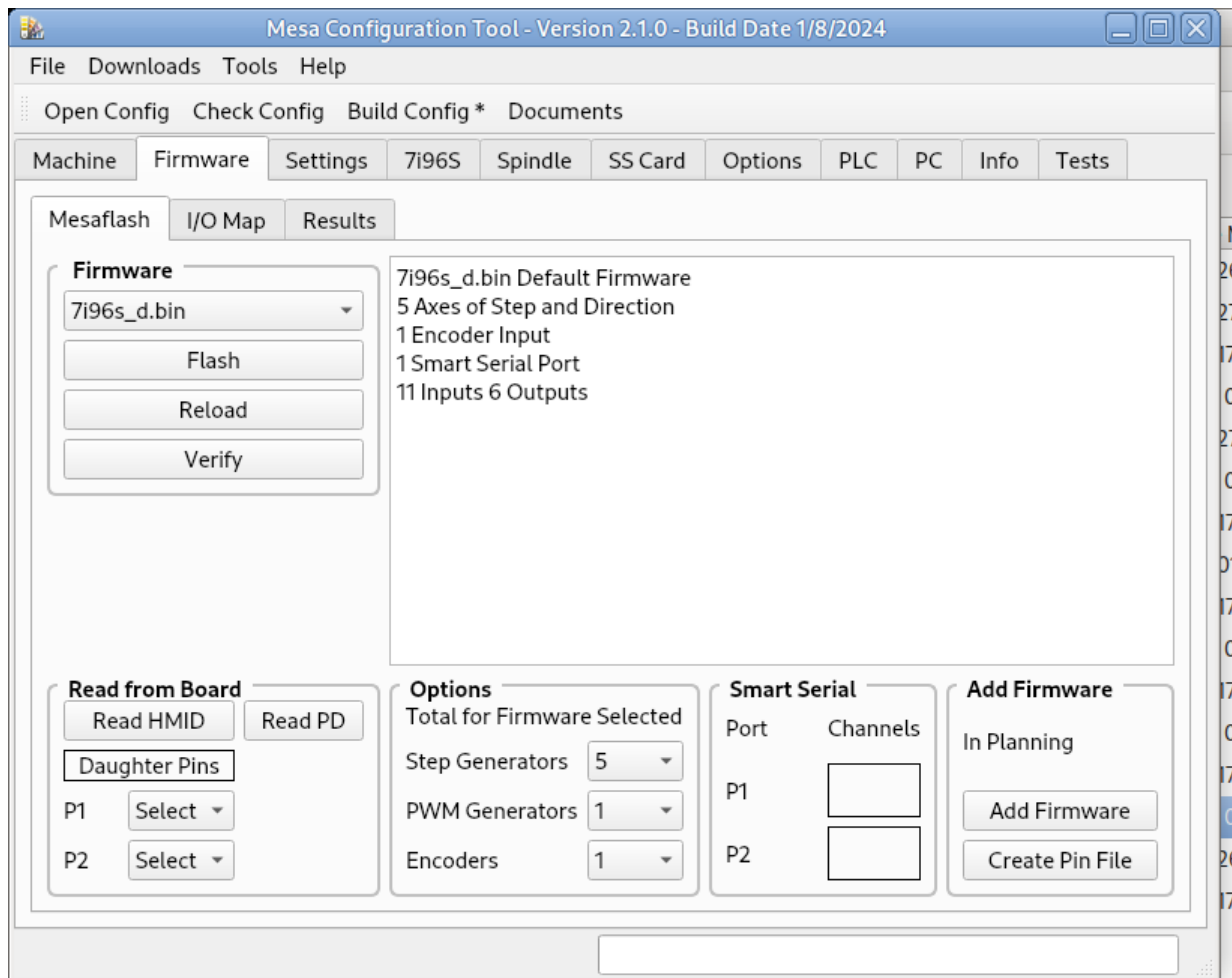 Mesa Configuration Tool - Version 2.1.0 - Build Date 1/8/2024
File Downloads Tools Help
Open Config Check Config Build Config * Documents
Machine Firmware Settings 7i96S Spindle SS Card Options PLC PC Info Tests
Mesaflash I/O Map Results
Firmware
7i96s_d.bin
Flash
Reload
Verify
7i96s_d.bin Default Firmware
5 Axes of Step and Direction
1 Encoder Input
1 Smart Serial Port
11 Inputs 6 Outputs
Read from Board
Read HMID Read PD
Daughter Pins
P1 Select
P2 Select
Options
Total for Firmware Selected
Step Generators 5
PWM Generators 1
Encoders 1
Smart Serial
Port Channels
P1
P2
Add Firmware
In Planning
Add Firmware
Create Pin File